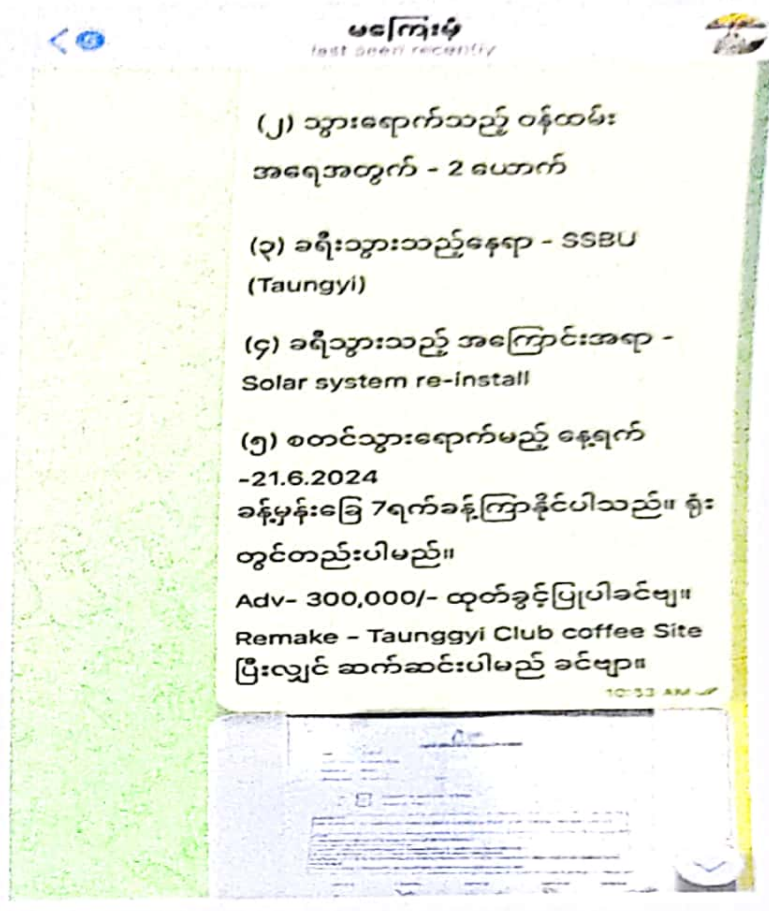 မကြေးမုံ
last seen recently
(၂) သွားရောက်သည့် ဝန်ထမ်း
အရေအတွက် - 2 ယောက်
(၃) ခရီးသွားသည့်နေရာ - SSBU
(Taungyi)
(၄) ခရီသွားသည့် အကြောင်းအရာ -
Solar system re-install
(၅) စတင်သွားရောက်မည့် နေ့ရက်
-21.6.2024
ခန့်မှန်းခြေ 7ရက်ခန့်ကြာနိုင်ပါသည်။ ရုံး
တွင်တည်းပါမည်။
Adv- 300,000/- ထုတ်ခွင့်ပြုပါခင်ဗျ။
Remake - Taunggyi Club coffee Site
ပြီးလျှင် ဆက်ဆင်းပါမည် ခင်ဗျာ။
10:53 AM